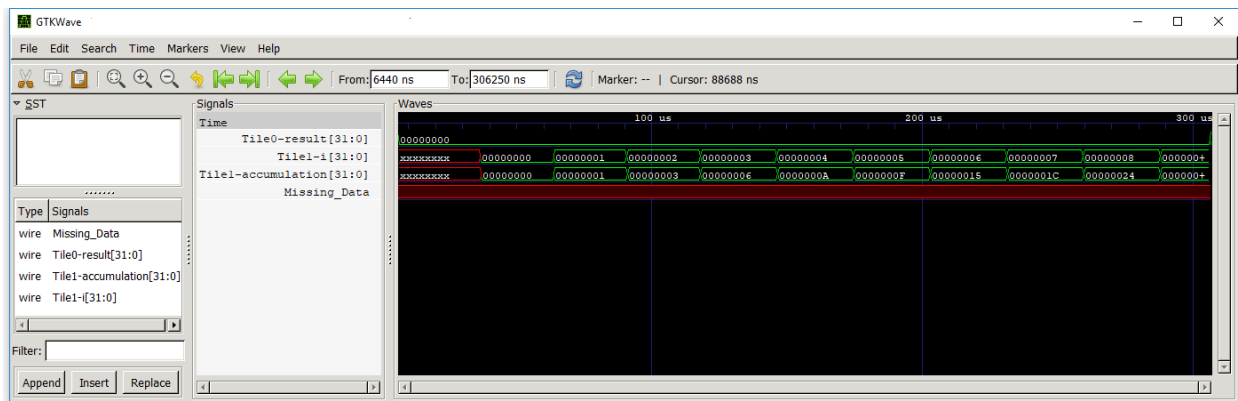 GTKWave
File Edit Search Time Markers View Help
From: 6440 ns To: 306250 ns Marker: -- | Cursor: 88688 ns
SST
Type Signals
wire Missing_Data
wire Tile0-result[31:0]
wire Tile1-accumulation[31:0]
wire Tile1-i[31:0]
Filter:
Append Insert Replace
Signals
Time
Tile0-result[31:0]
Tile1-i[31:0]
Tile1-accumulation[31:0]
Missing_Data
Waves
100 us 200 us 300 us
00000000
xxxxxxxx 00000000 00000001 00000002 00000003 00000004 00000005 00000006 00000007 00000008 000000+
xxxxxxxx 00000000 00000001 00000003 00000006 0000000A 0000000F 00000015 0000001C 00000024 000000+